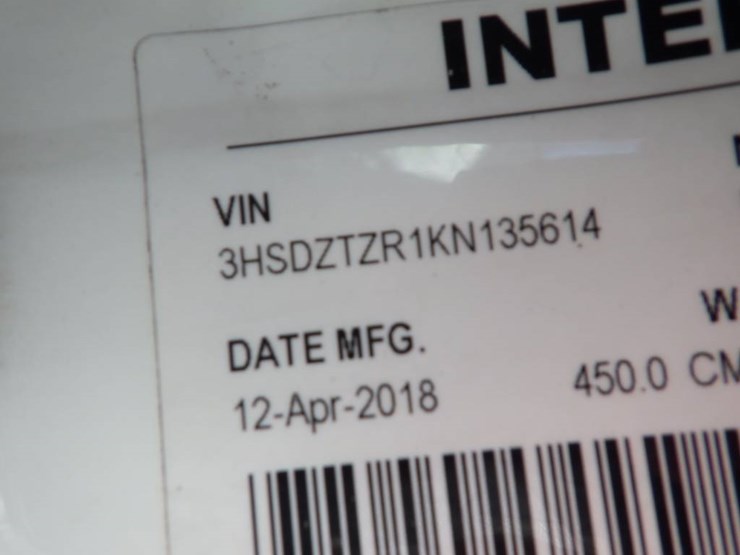 INTE
VIN
3HSDZTZR1KN135614
DATE MFG.
W
12-Apr-2018 450.0 CM